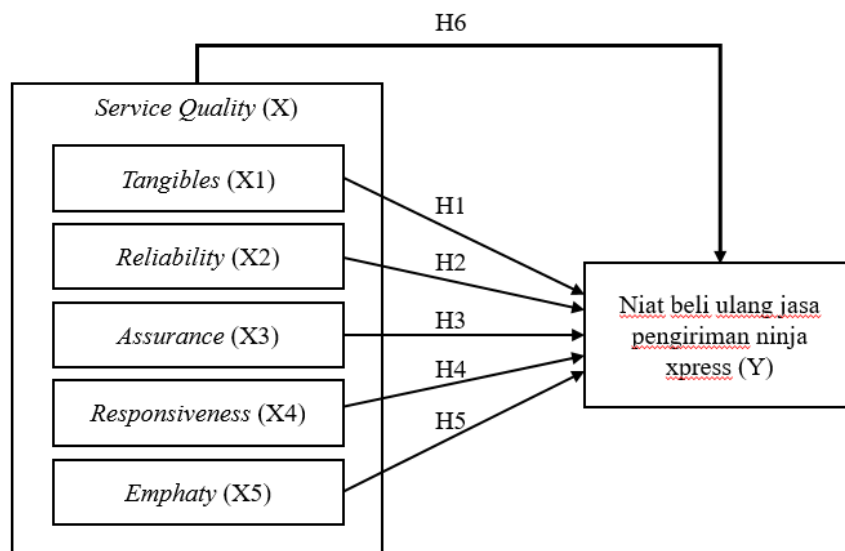 H6
Service Quality (X)
Tangibles (X1)
H1
Reliability (X2)
H2
Assurance (X3)
H3
Responsiveness (X4)
H4
Emphaty (X5)
H5
Niat beli ulang jasa
pengiriman ninja
xpress (Y)